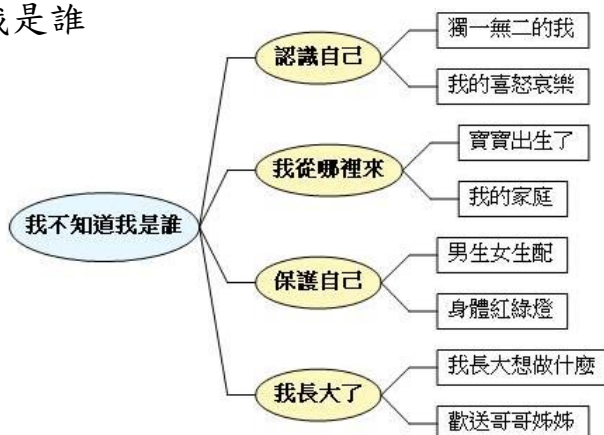 我是誰
我不知道我是誰
認識自己
獨一無二的我
我的喜怒哀樂
我從哪裡來
寶寶出生了
我的家庭
保護自己
男生女生配
身體紅綠燈
我長大了
我長大想做什麼
歡送哥哥姊姊